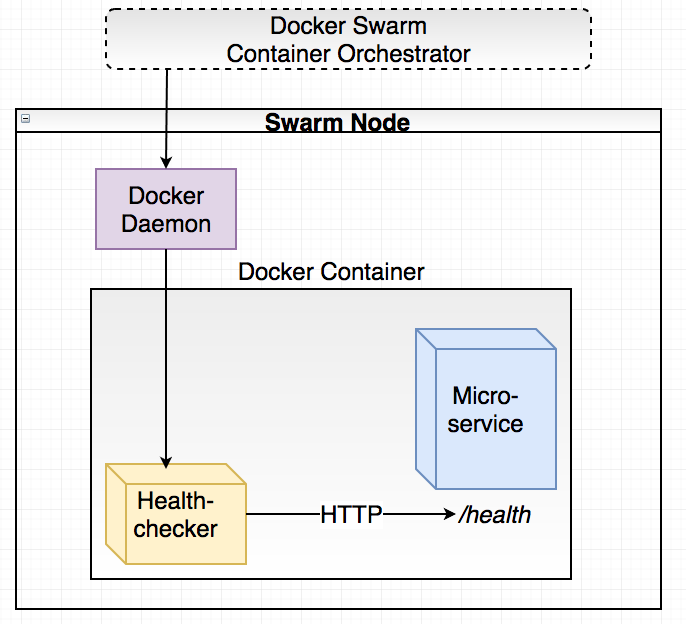 Docker Swarm
Container Orchestrator
Swarm Node
Docker
Daemon
Docker Container
Micro-
service
Health-
checker
HTTP
/health